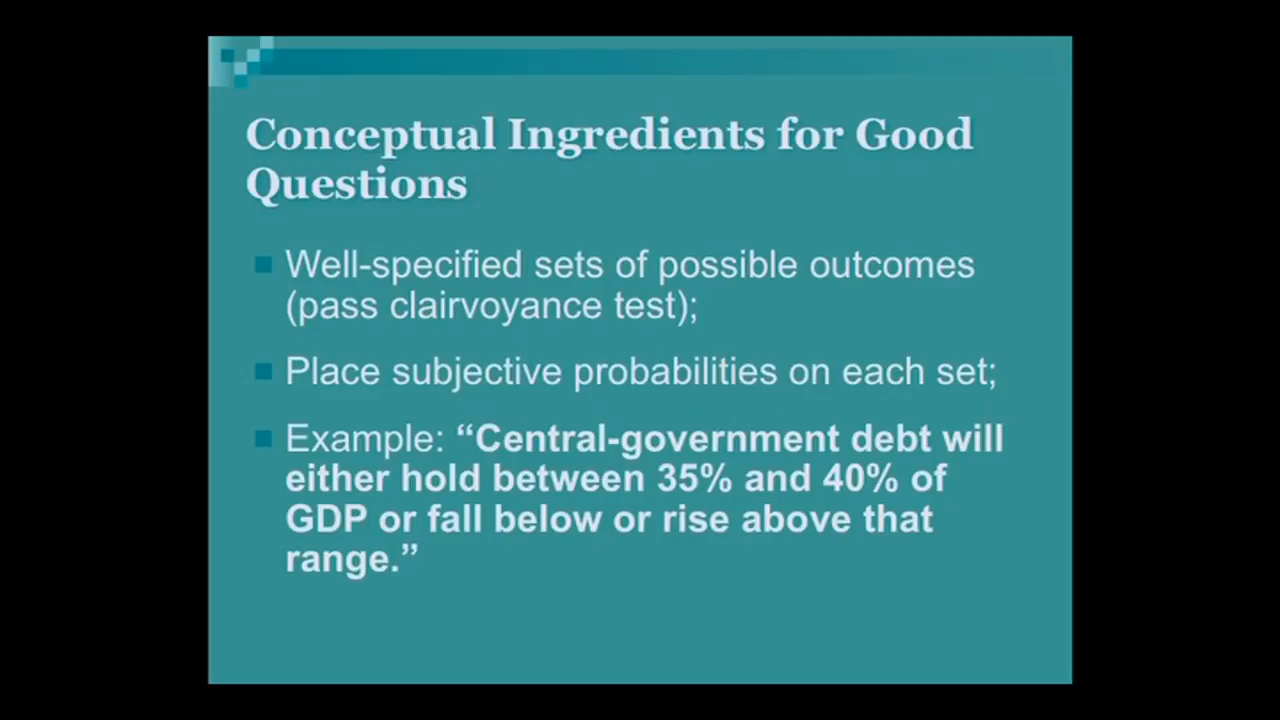 Conceptual Ingredients for Good
Questions
Well-specified sets of possible outcomes
(pass clairvoyance test);
Place subjective probabilities on each set;
Example: “Central-government debt will
either hold between 35% and 40% of
GDP or fall below or rise above that
range.”